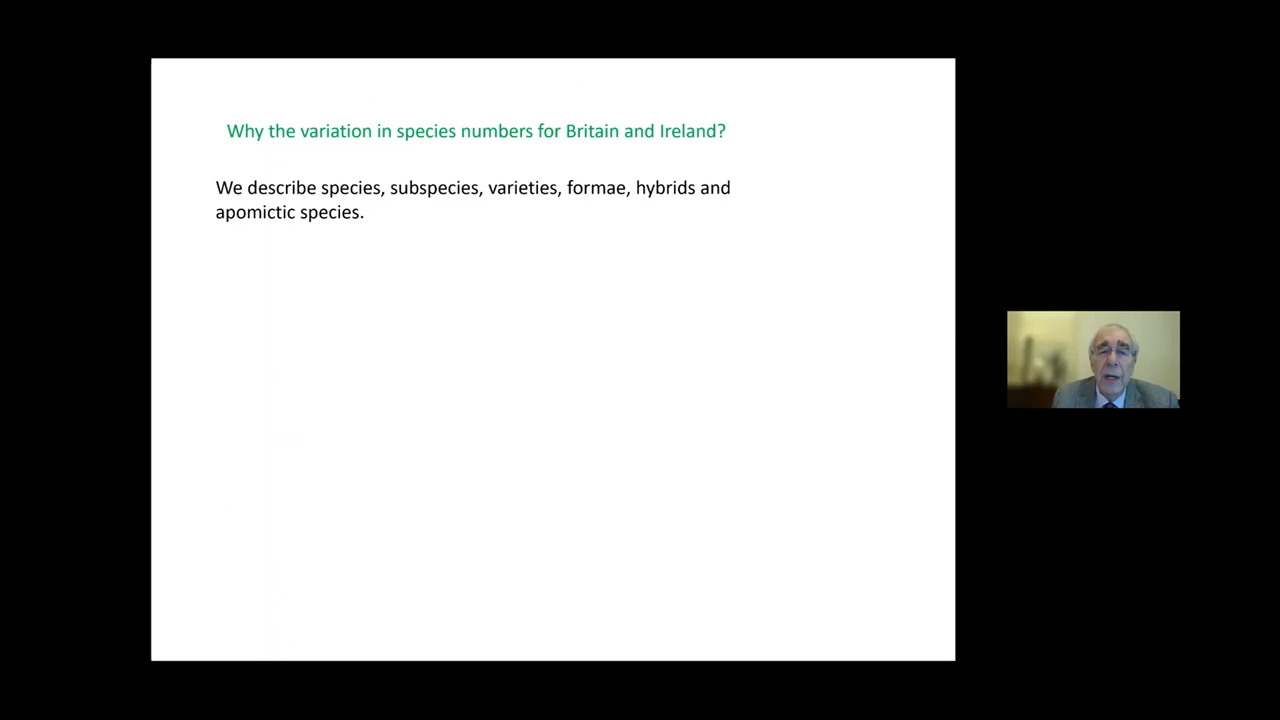 Why the variation in species numbers for Britain and Ireland?
We describe species, subspecies, varieties, formae, hybrids and
apomictic species.